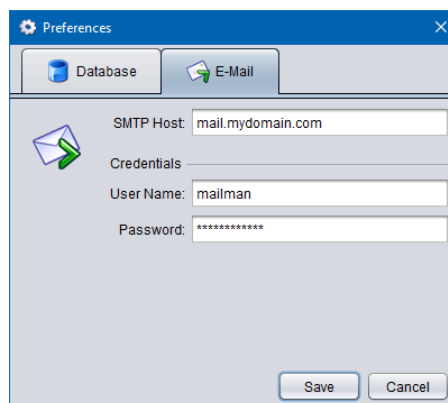 Preferences
Database E-Mail
SMTP Host: mail.mydomain.com
Credentials
User Name: mailman
Password: ************
Save Cancel